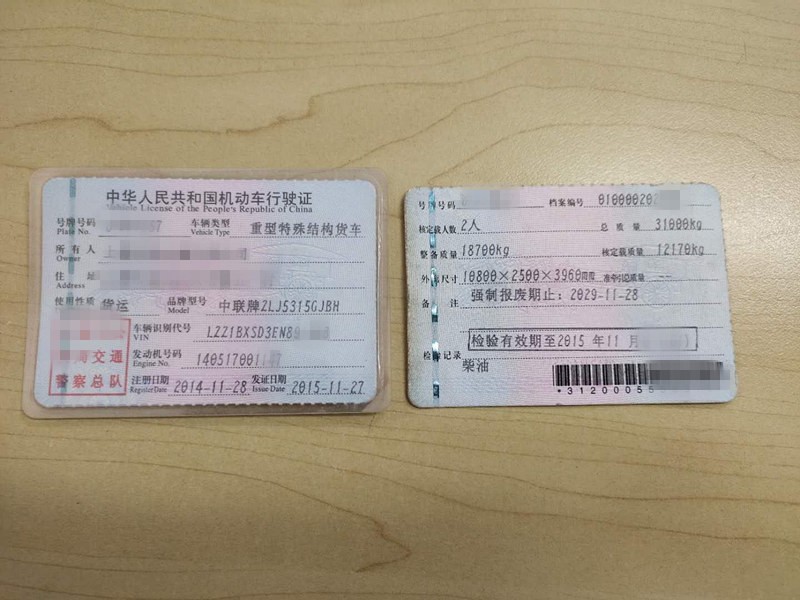 中华人民共和国机动车行驶证
Vehicle License of the People's Republic of China
号牌号码
Plate No.
车辆类型 重型特殊结构货车
Vehicle Type
所有人
Owner
住址
Address
使用性质 货运 品牌型号 中联牌ZLJ5315GJBH
Model
车辆识别代号 LZZ1BXSD3EN8
VIN
发动机号码 140517001
Engine No.
交通
警察总队
注册日期 2014-11-28 发证日期 2015-11-27
Register Date Issue Date
号牌号码 档案编号 0100002
核定载人数 2人 总质量 31000kg
整备质量 18700kg 核定载质量 12170kg
外廓尺寸 10800×2500×3960mm 准牵引总质量
备注 强制报废期止：2029-11-28
检验有效期至2015 年11 月
检验记录
柴油
*31200005